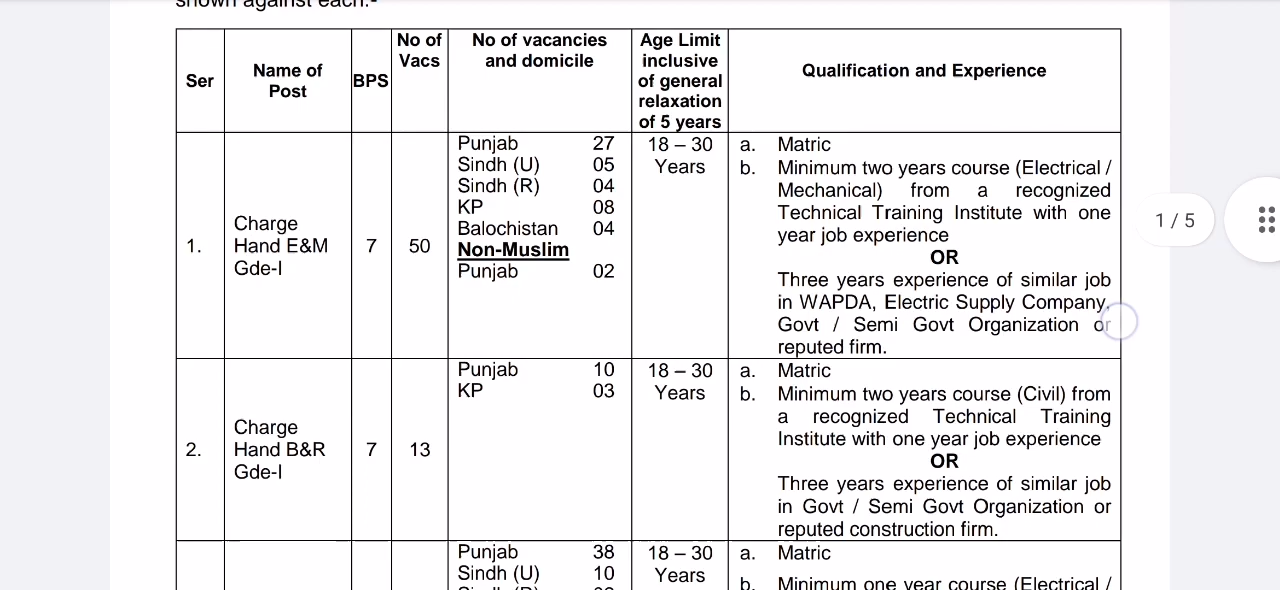 shown against each:-
Ser
Name of
Post
BPS
No of
Vacs
No of vacancies
and domicile
Age Limit
inclusive
of general
relaxation
of 5 years
Qualification and Experience
1.
Charge
Hand E&M
Gde-I
7
50
Punjab 27
Sindh (U) 05
Sindh (R) 04
KP 08
Balochistan 04
Non-Muslim
Punjab 02
18 – 30
Years
a. Matric
b. Minimum two years course (Electrical /
Mechanical) from a recognized
Technical Training Institute with one
year job experience
OR
Three years experience of similar job
in WAPDA, Electric Supply Company,
Govt / Semi Govt Organization or
reputed firm.
2.
Charge
Hand B&R
Gde-I
7
13
Punjab 10
KP 03
18 – 30
Years
a. Matric
b. Minimum two years course (Civil) from
a recognized Technical Training
Institute with one year job experience
OR
Three years experience of similar job
in Govt / Semi Govt Organization or
reputed construction firm.
Punjab 38
Sindh (U) 10
18 – 30
Years
a. Matric
b. Minimum one year course (Electrical /
1 / 5